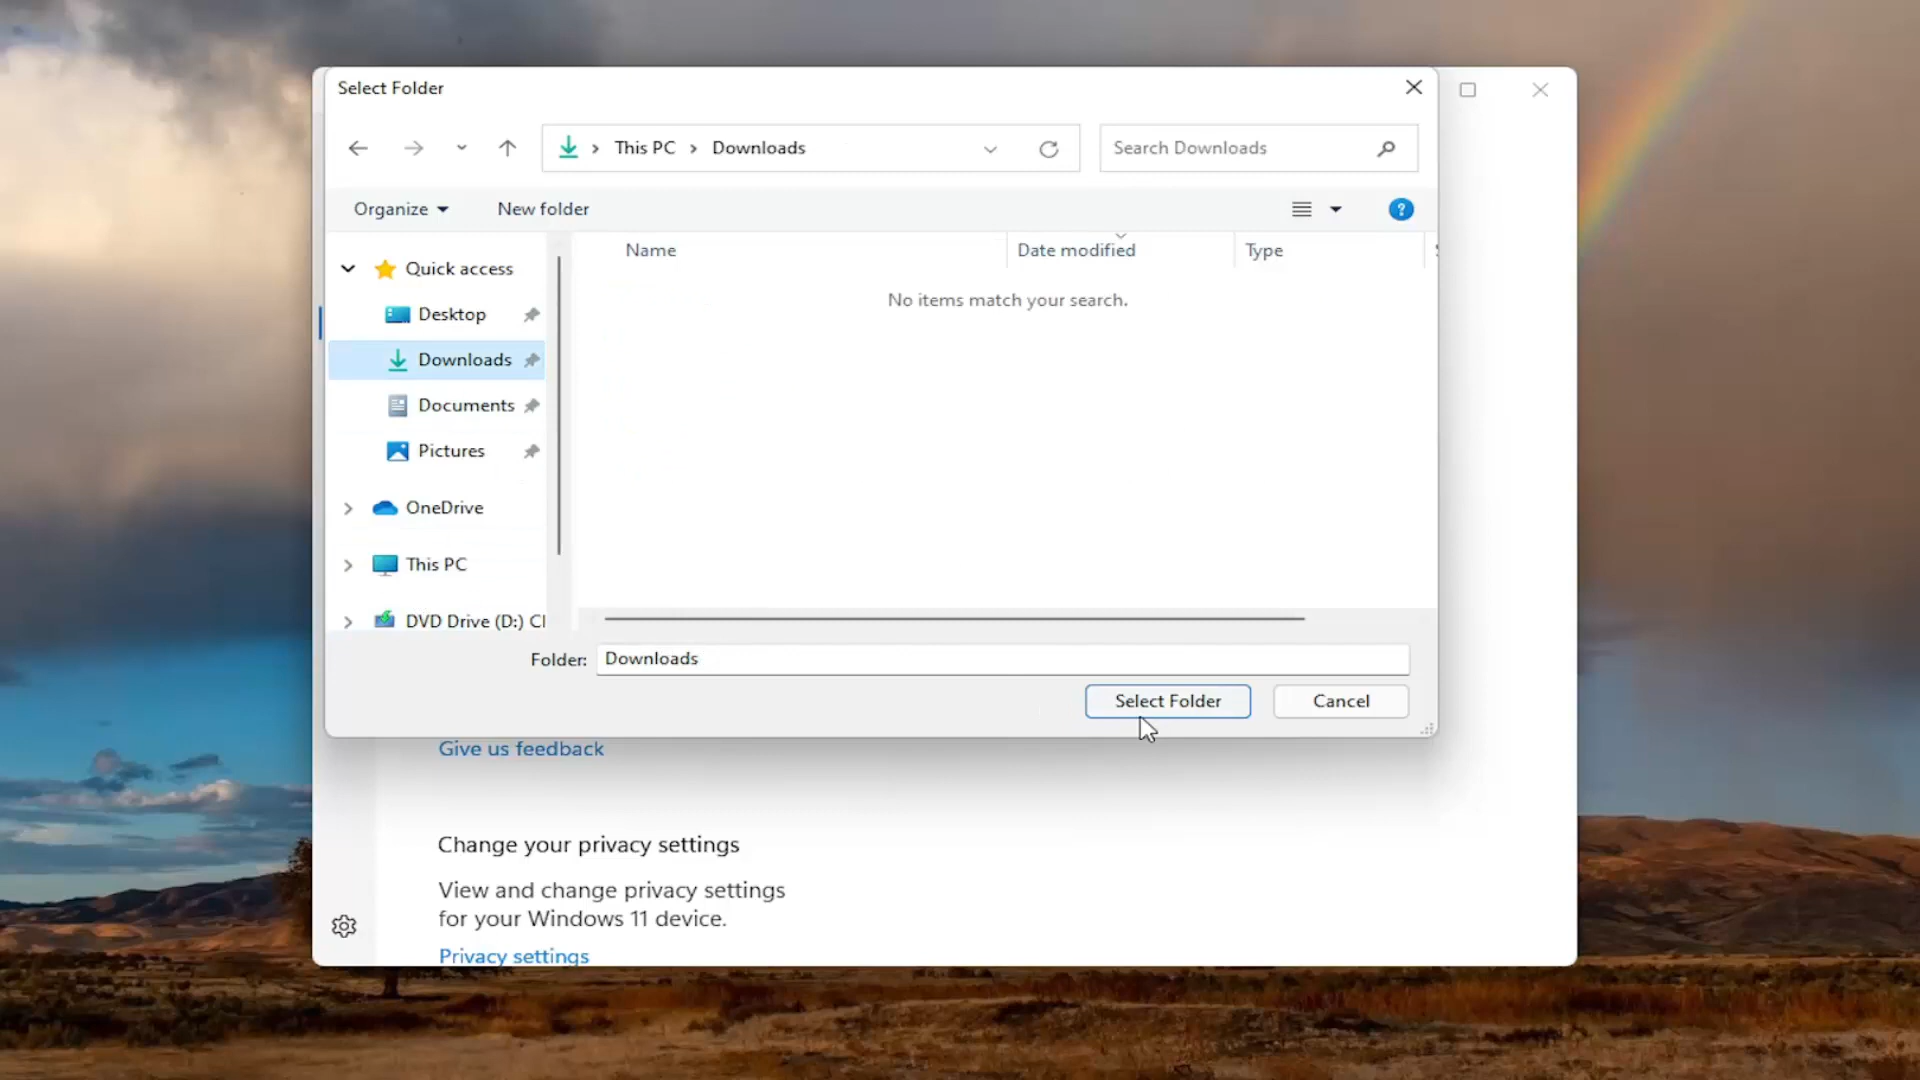 Select Folder
This PC > Downloads
Search Downloads
Organize
New folder
?
Name
Date modified
Type
No items match your search.
Quick access
Desktop
Downloads
Documents
Pictures
OneDrive
This PC
DVD Drive (D:) C
Folder: Downloads
Select Folder
Cancel
Give us feedback
Change your privacy settings
View and change privacy settings
for your Windows 11 device.
Privacy settings